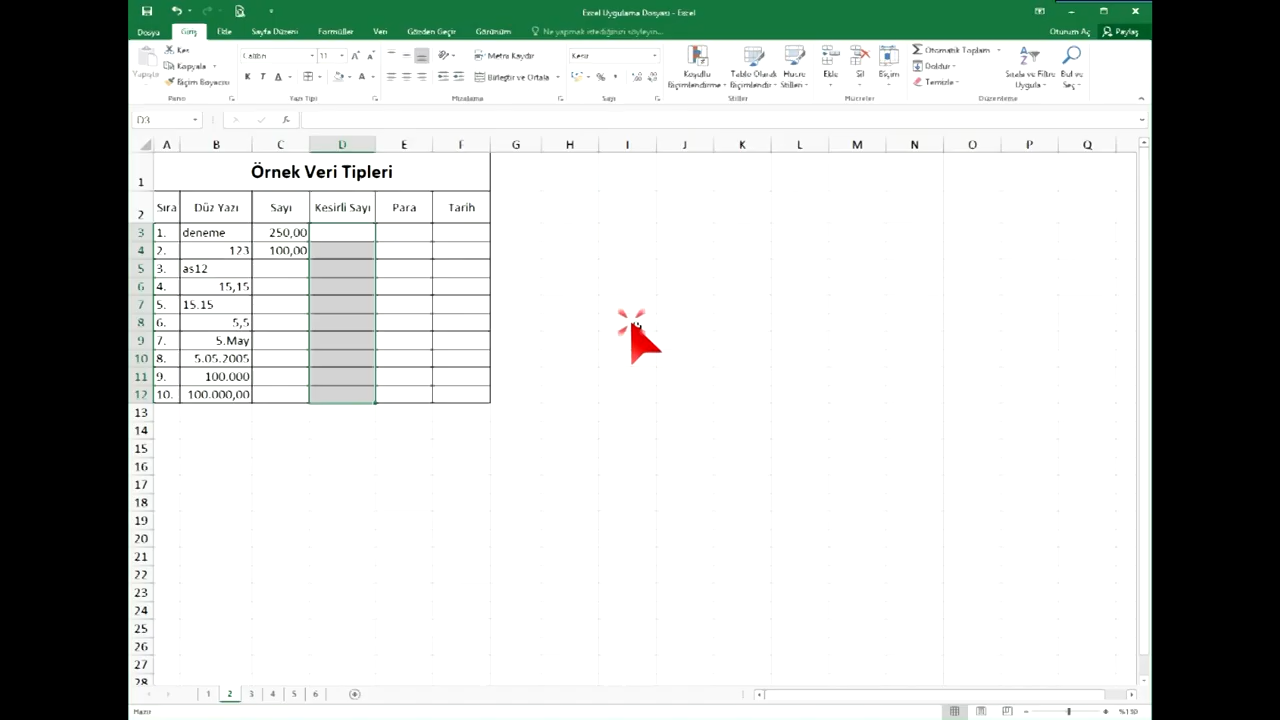 Excel Uygulama Dosyası - Excel
Dosya Giriş Ekle Sayfa Düzeni Formüller Veri Gözden Geçir Görünüm Ne yapmak istediğinizi söyleyin... Oturum Aç Paylaş
Yapıştır Kes Kopyala Biçim Boyacısı
Calibri 11
Metni Kaydır
Birleştir ve Ortala
Kesir
Koşullu Biçimlendirme
Tablo Olarak Biçimlendir
Hücre Stilleri
Ekle Sil Biçim
Otomatik Toplam
Doldur
Temizle
Sırala ve Filtre Uygula
Bul ve Seç
Pano Yazı Tipi Hizalama Sayı Stiller Hücreler Düzenleme
D3
A B C D E F G H I J K L M N O P Q
1 Örnek Veri Tipleri
2 Sıra Düz Yazı Sayı Kesirli Sayı Para Tarih
3 1. deneme 250,00
4 2. 123 100,00
5 3. as12
6 4. 15,15
7 5. 15.15
8 6. 5,5
9 7. 5.May
10 8. 5.05.2005
11 9. 100.000
12 10. 100.000,00
13
14
15
16
17
18
19
20
21
22
23
24
25
26
27
28
1 2 3 4 5 6
Hazır